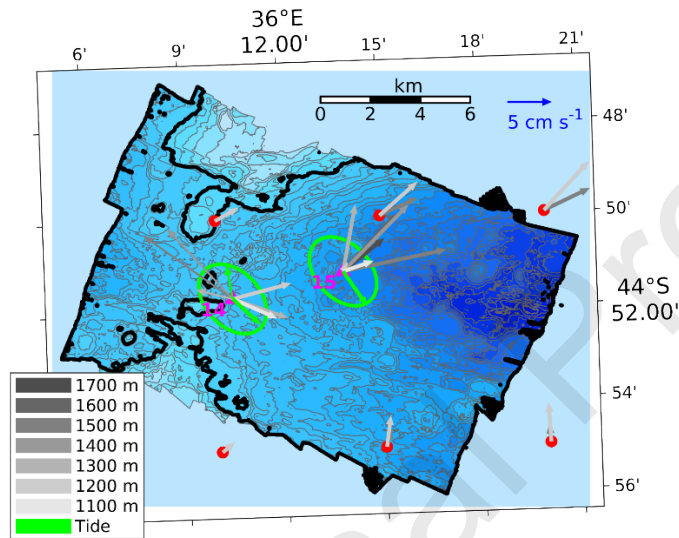 36°E
6' 9' 12.00' 15' 18' 21'
km
0 2 4 6
5 cm s⁻¹
48'
50'
44°S
52.00'
54'
56'
15
14
1700 m
1600 m
1500 m
1400 m
1300 m
1200 m
1100 m
Tide